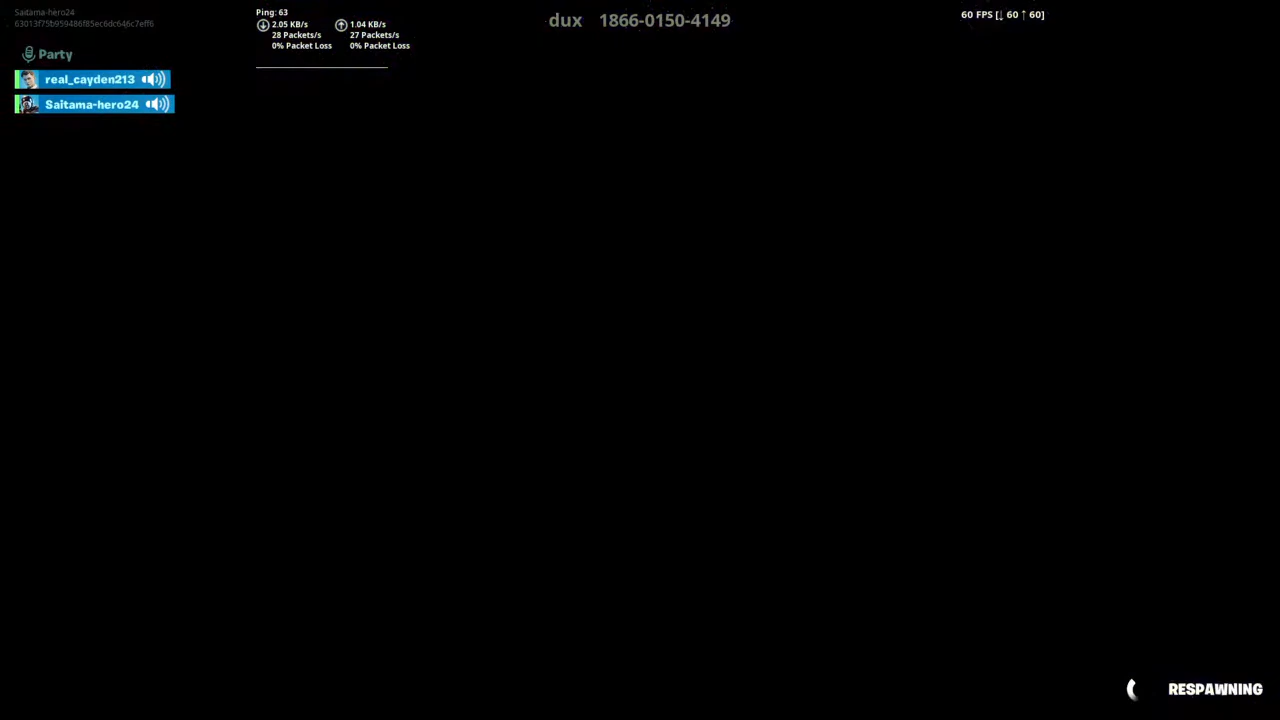 Saitama-hero24
63013f75b959486f85ec6dc646c7eff6
Party
real_cayden213
Saitama-hero24
Ping: 63
2.05 KB/s 1.04 KB/s
28 Packets/s 27 Packets/s
0% Packet Loss 0% Packet Loss
dux 1866-0150-4149
60 FPS [↓ 60 ↑ 60]
RESPAWNING